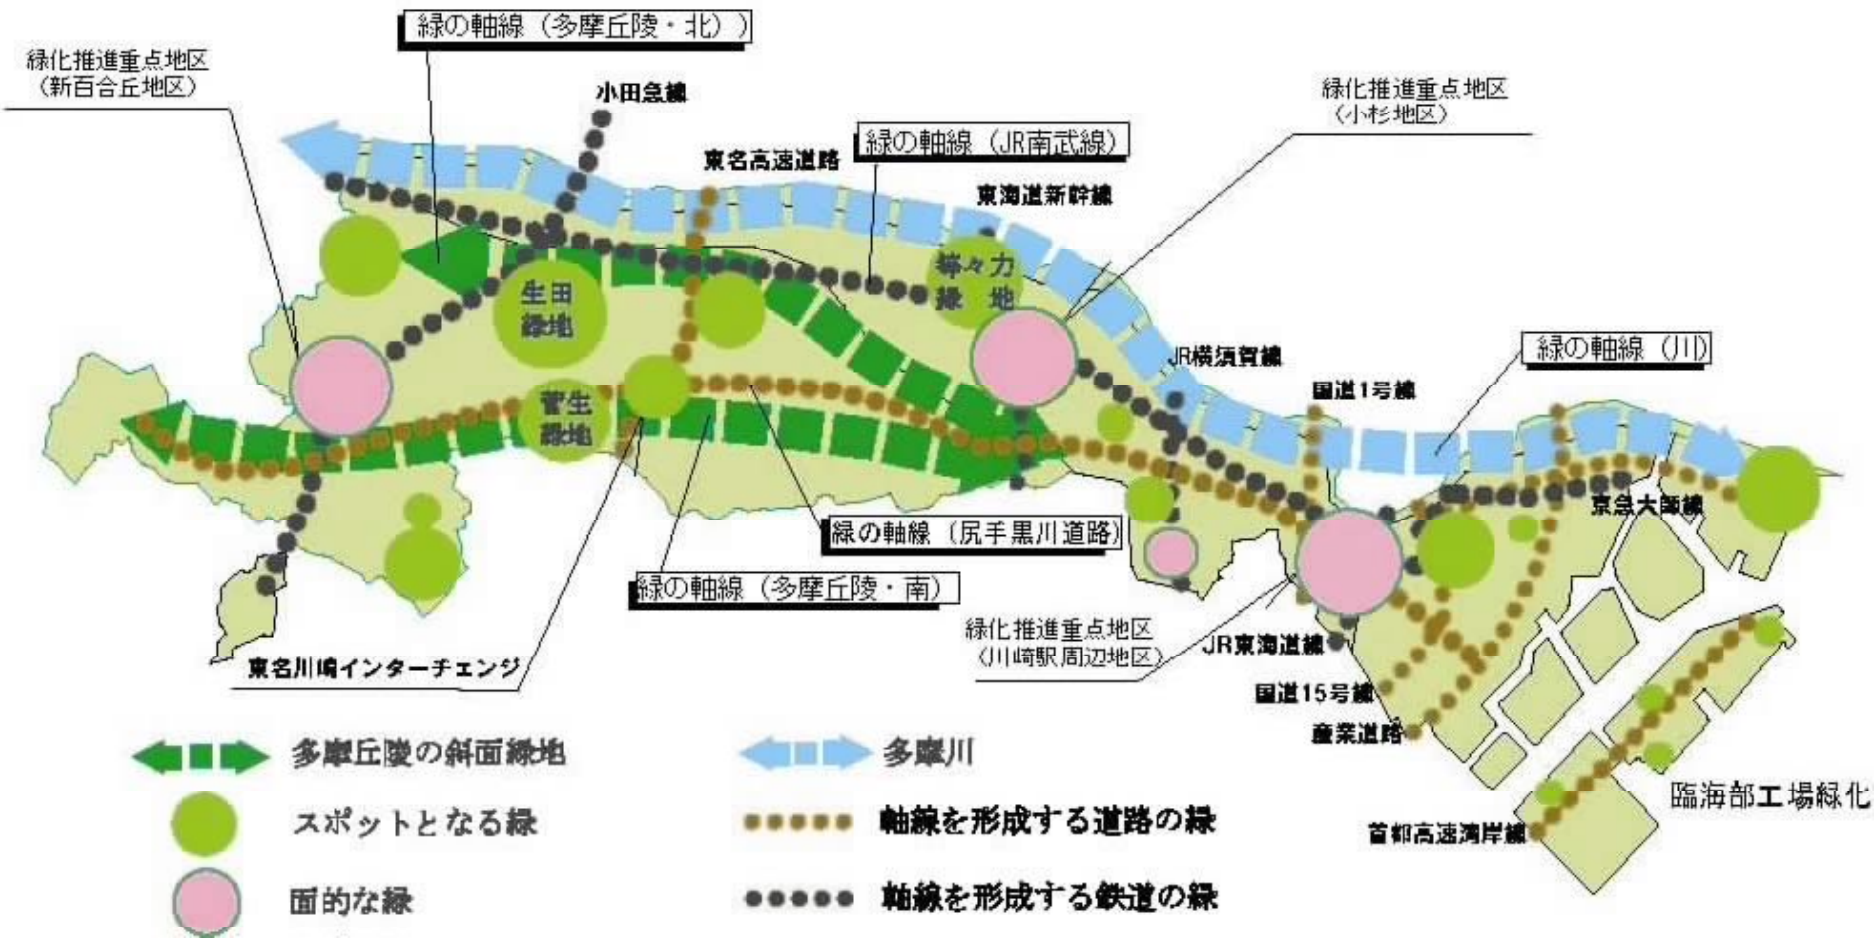 緑の軸線（多摩丘陵・北））
緑化推進重点地区
（新百合丘地区）
小田急線
緑化推進重点地区
（小杉地区）
緑の軸線（JR南武線）
東名高速道路
東海道新幹線
等々力
緑 地
生田
緑地
緑の軸線（川）
JR横須賀線
国道1号線
菅生
緑地
京急大師線
緑の軸線（尻手黒川道路）
緑の軸線（多摩丘陵・南）
緑化推進重点地区
（川崎駅周辺地区）
JR東海道線
東名川崎インターチェンジ
国道15号線
産業道路
臨海部工場緑化
首都高速湾岸線
多摩丘陵の斜面緑地
多摩川
スポットとなる緑
軸線を形成する道路の緑
面的な緑
軸線を形成する鉄道の緑